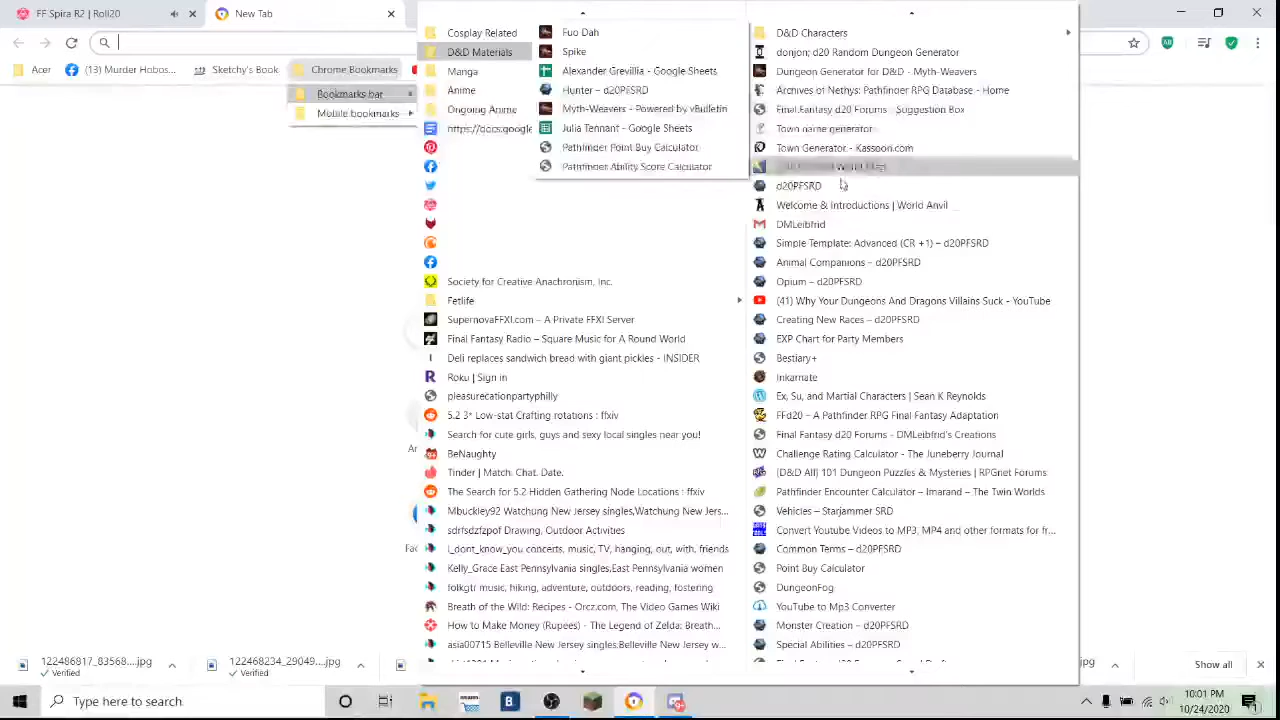 FF Spira R2 | Roll20
New Tab
Acer
(13) Murder Hobos...
Sketchy's Book
Chrome Bookmarks
Bookmarks bar
Mobile bookmarks
Cosplay Related
D&D Materials
Manga
Anime
Ongoing Anime
https://docs.google
Society for Creative Anachronism, Inc.
Fetlife
SupernovaFFXI.com – A Private FFXI Server
Final Fantasy Radio – Square Music for A Round World
Deli replaces sandwich bread with giant pickles - INSIDER
Roku | Sign in
pleasurecationpartyphilly
5.2 3* Low-stat Crafting rotations : ffxiv
Search for cute girls, guys and sexy local singles near you!
BeNaughty
Tinder | Match. Chat. Date.
The Search for 5.2 Hidden Gathering Node Locations : ffxiv
Mbuckley92 Watchung New Jersey singles,Watchung New Jers...
sdrfsdzfpof Drawing, Outdoor Activities
i_dont_know_you concerts, music, TV, hanging, out, with, friends
Kelly_Grace East Pennsylvania singles,East Pennsylvania women
folkgtr music, hiking, adventure, outdoors, reading, fostering
Breath of the Wild: Recipes - Orcz.com, The Video Games Wiki
How to Make Money (Rupees) - The Legend of Zelda: Breath...
asia00715 Belleville New Jersey singles,Belleville New Jersey w...
Fuo Dah
Spike
Alexander Grevillia - Google Sheets
Hunter – d20PFSRD
Myth-Weavers - Powered by vBulletin
Julia Tennant - Google Sheets
Pathfinder Point Buy Calculator
Pathfinder Ability Score Calculator
D&D Characters
donjon; d20 Random Dungeon Generator
Dungeon Generator for D&D - Myth-Weavers
Archives of Nethys: Pathfinder RPG Database - Home
Final Fantasy d20 Forums - Suggestion Box
Town name generator
Town Generator - Kassoon.com
d20PFSRD
Welcome & Introductions | World Anvil
DMLeibfrid
Simple Template: Advanced (CR +1) – d20PFSRD
Animal Companions – d20PFSRD
Opium – d20PFSRD
(41) Why Your Dungeons And Dragons Villains Suck - YouTube
Creating New Races – d20PFSRD
EXP Chart for Party Members
Bestiary+
Inkarnate
Ex, Su, and Martial Characters | Sean K Reynolds
FFd20 – A Pathfinder RPG Final Fantasy Adaptation
Final Fantasy d20 Forums - DMLeibfrid's Creations
Challenge Rating Calculator - The Juneberry Journal
[D&D All] 101 Dungeon Puzzles & Mysteries | RPGnet Forums
Pathfinder Encounter Calculator – Imarand – The Twin Worlds
Vehicles – Starjammer SRD
Convert Youtube Videos to MP3, MP4 and other formats for fr...
Common Terms – d20PFSRD
Point Buy Calculator
DungeonFog
YouTube to Mp3 Converter
Monster Creation – d20PFSRD
Special Abilities – d20PFSRD
122486817_83568....jpg
Verified
122468234_29049....jpg
Verified
jpg
Show all
Type here to search
10:01 PM
10/24/2020